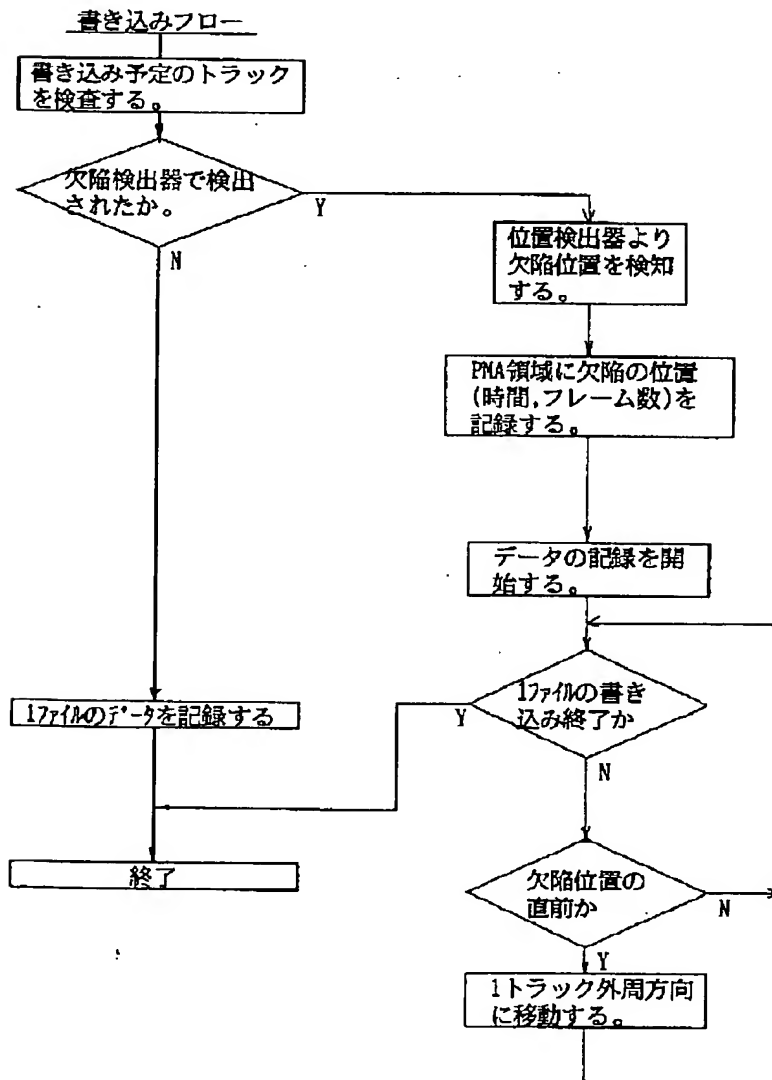 書き込みフロー
書き込み予定のトラック
を検査する。
欠陥検出器で検出
されたか。
Y
N
位置検出器より
欠陥位置を検知
する。
PMA領域に欠陥の位置
(時間,フレーム数)を
記録する。
データの記録を開
始する。
1ファイルの書き
込み終了か
Y
N
1ファイルのデータを記録する
終了
欠陥位置の
直前か
N
Y
1トラック外周方向
に移動する。